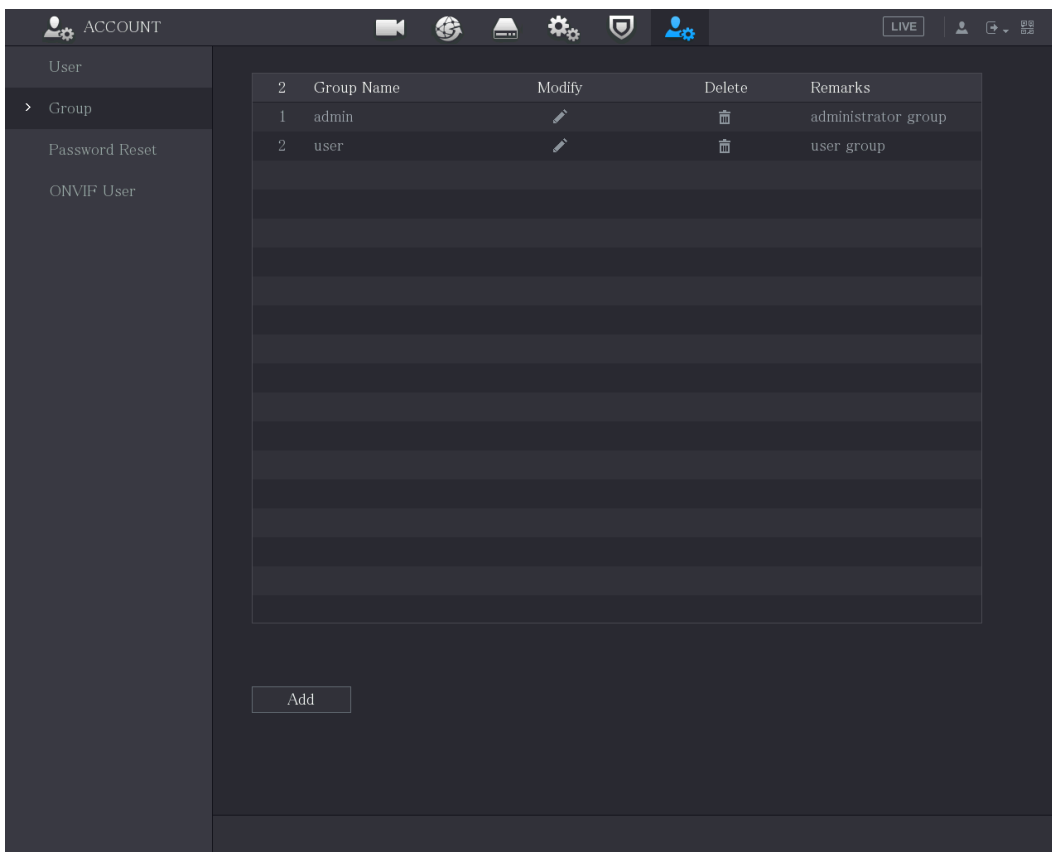 ACCOUNT LIVE
User
2 Group Name Modify Delete Remarks
Group
1 admin administrator group
2 user user group
Password Reset
ONVIF User
Add